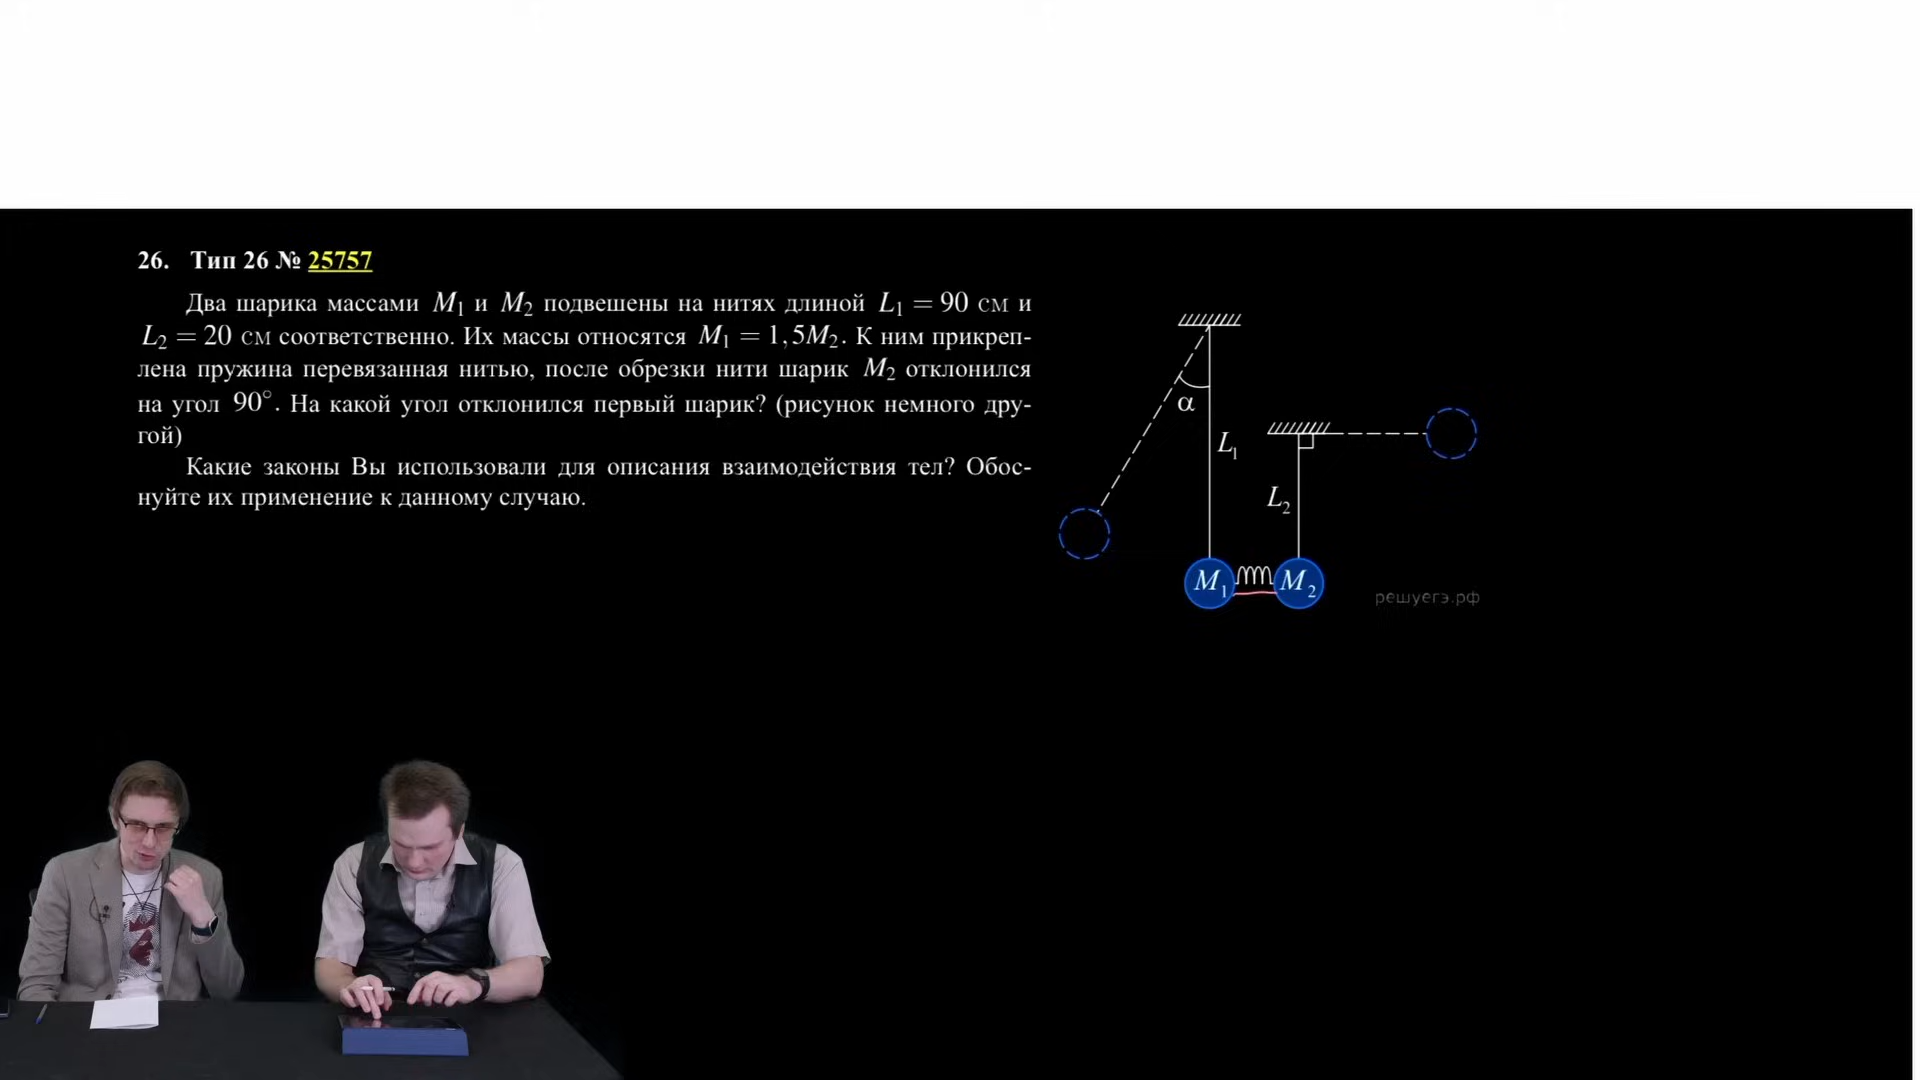 26. Тип 26 № 25757
Два шарика массами M₁ и M₂ подвешены на нитях длиной L₁ = 90 см и
L₂ = 20 см соответственно. Их массы относятся M₁ = 1,5M₂. К ним прикреп-
лена пружина перевязанная нитью, после обрезки нити шарик M₂ отклонился
на угол 90°. На какой угол отклонился первый шарик? (рисунок немного дру-
гой)
Какие законы Вы использовали для описания взаимодействия тел? Обос-
нуйте их применение к данному случаю.
α
L₁
L₂
M₁
M₂
решуегэ.рф